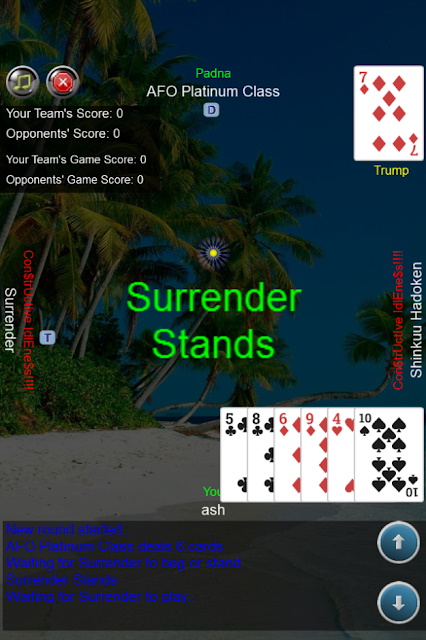 Padna
AFO Platinum Class
D
7
7
Trump
Your Team's Score: 0
Opponents' Score: 0
Your Team's Game Score: 0
Opponents' Game Score: 0
Con$tructive IdlEne$s!!!!
Surrender
T
Con$tructive IdlEne$s!!!!
Shinkuu Hadoken
Surrender
Stands
5 8 6 9 4 10
10
You
ash
New round started
AFO Platinum Class deals 6 cards
Waiting for Surrender to beg or stand
Surrender Stands
Waiting for Surrender to play